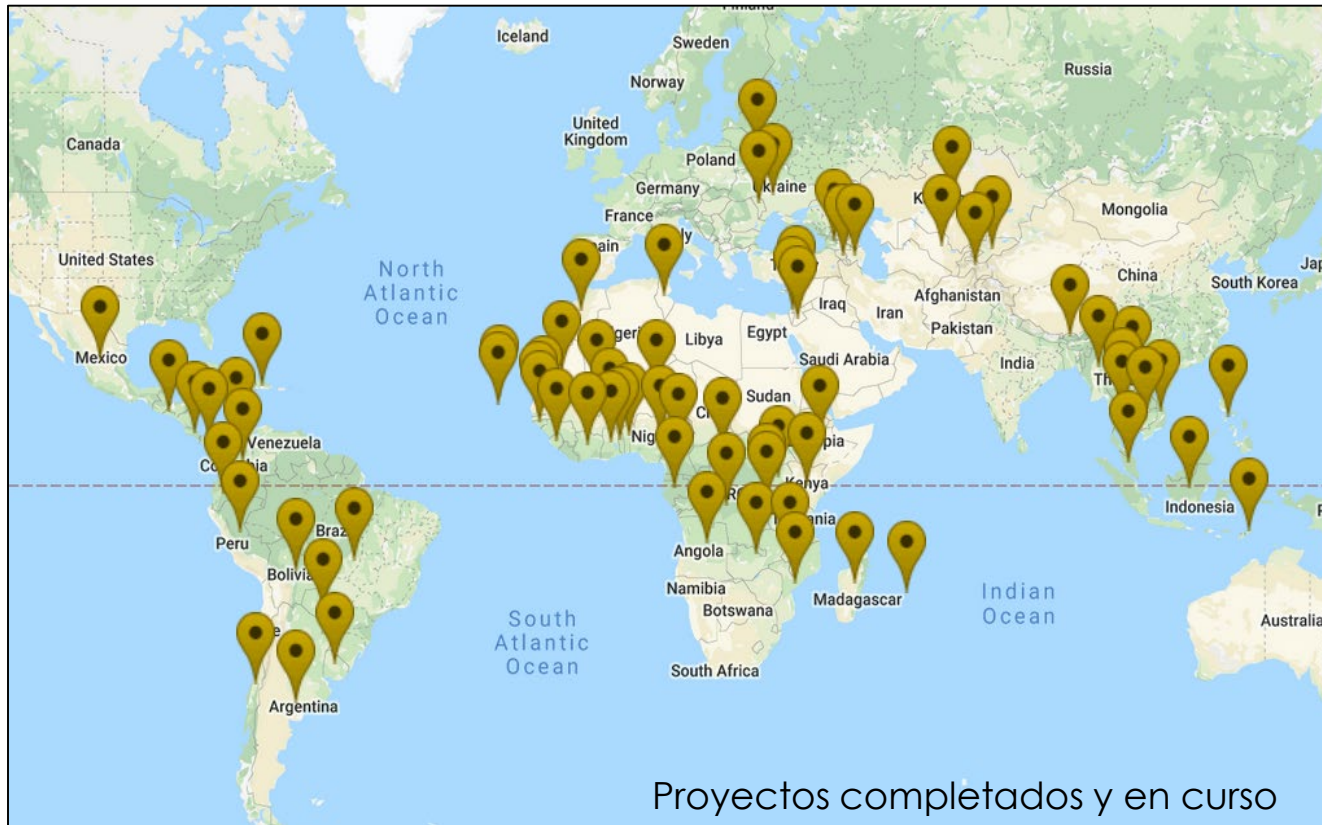 Finland
Iceland
Sweden
Russia
Norway
United
Kingdom
Canada
Poland
Germany
Ukraine
France
Mongolia
United States
North
Atlantic
Ocean
China
South Korea
Afghanistan
Iraq
Iran
Pakistan
Libya
Egypt
Mexico
Saudi Arabia
India
Sudan
Venezuela
Kenya
Indonesia
Peru
Angola
Namibia
Madagascar
Botswana
South
Atlantic
Ocean
Indian
Ocean
Australia
South Africa
Argentina
Proyectos completados y en curso